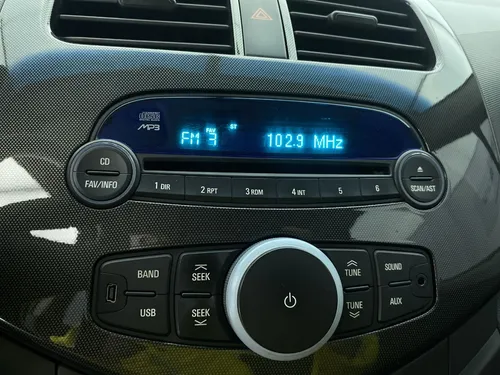 MP3
FM 3 FAV ST 102.9 MHz
CD
FAV/INFO
1 DIR 2 RPT 3 RDM 4 INT 5 6
SCAN/AST
BAND SEEK TUNE SOUND
USB SEEK TUNE AUX